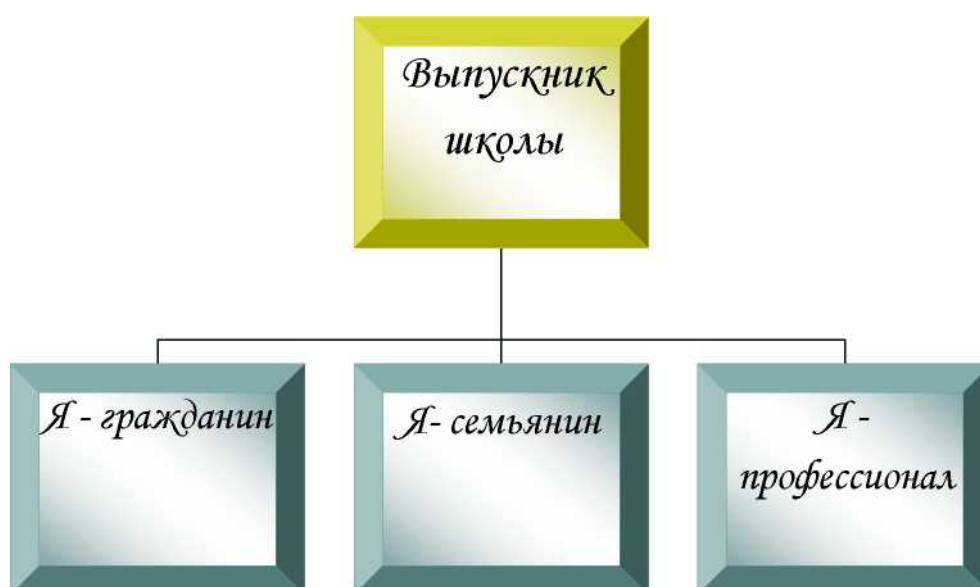 Выпускник
школы
Я - гражданин
Я- семьянин
Я -
профессионал